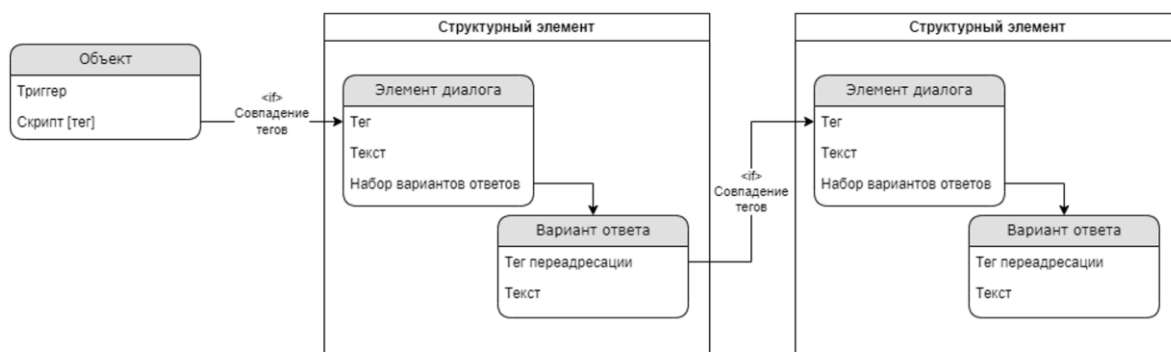 Объект
Триггер
Скрипт [тег]
<if>
Совпадение
тегов
Структурный элемент
Элемент диалога
Тег
Текст
Набор вариантов ответов
Вариант ответа
Тег переадресации
Текст
<if>
Совпадение
тегов
Структурный элемент
Элемент диалога
Тег
Текст
Набор вариантов ответов
Вариант ответа
Тег переадресации
Текст